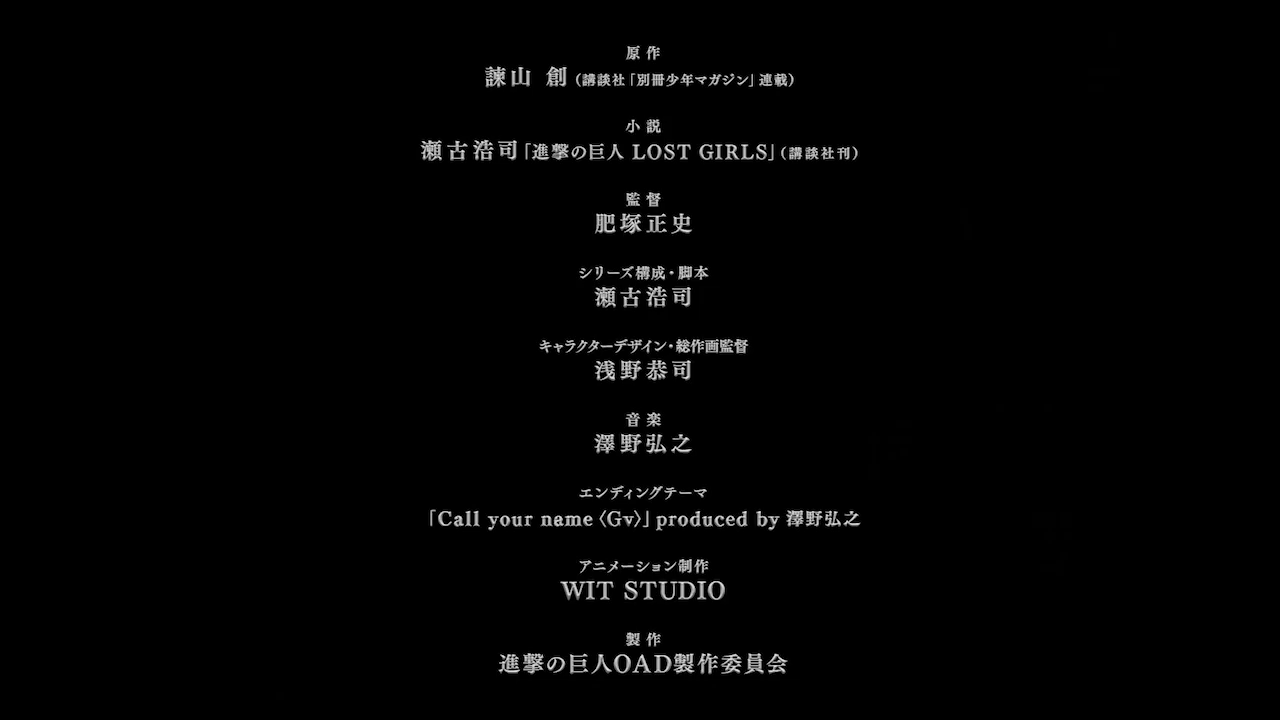 原作
諫山 創（講談社「別冊少年マガジン」連載）
小説
瀬古浩司「進撃の巨人 LOST GIRLS」（講談社刊）
監督
肥塚正史
シリーズ構成・脚本
瀬古浩司
キャラクターデザイン・総作画監督
浅野恭司
音楽
澤野弘之
エンディングテーマ
「Call your name〈Gv〉」produced by 澤野弘之
アニメーション制作
WIT STUDIO
製作
進撃の巨人OAD製作委員会